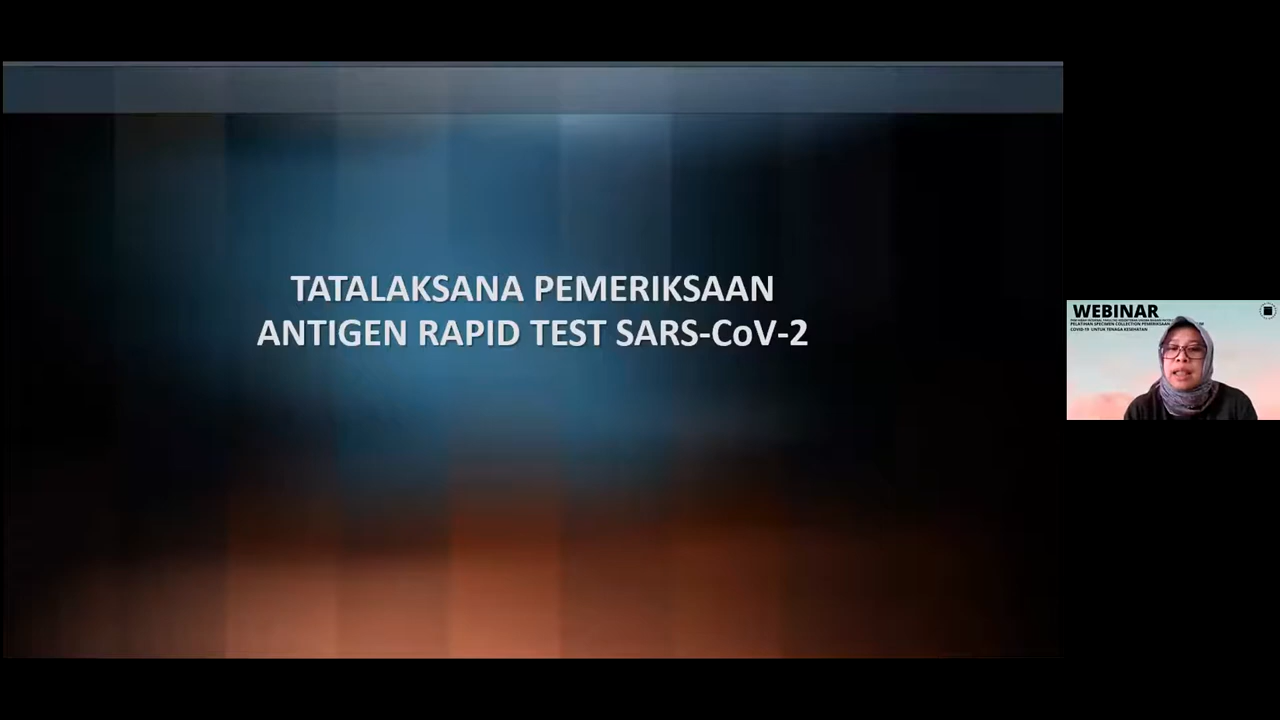 TATALAKSANA PEMERIKSAAN
ANTIGEN RAPID TEST SARS-CoV-2
WEBINAR
PELATIHAN SPECIMEN COLLECTION PEMERIKSAAN
COVID-19 UNTUK TENAGA KESEHATAN